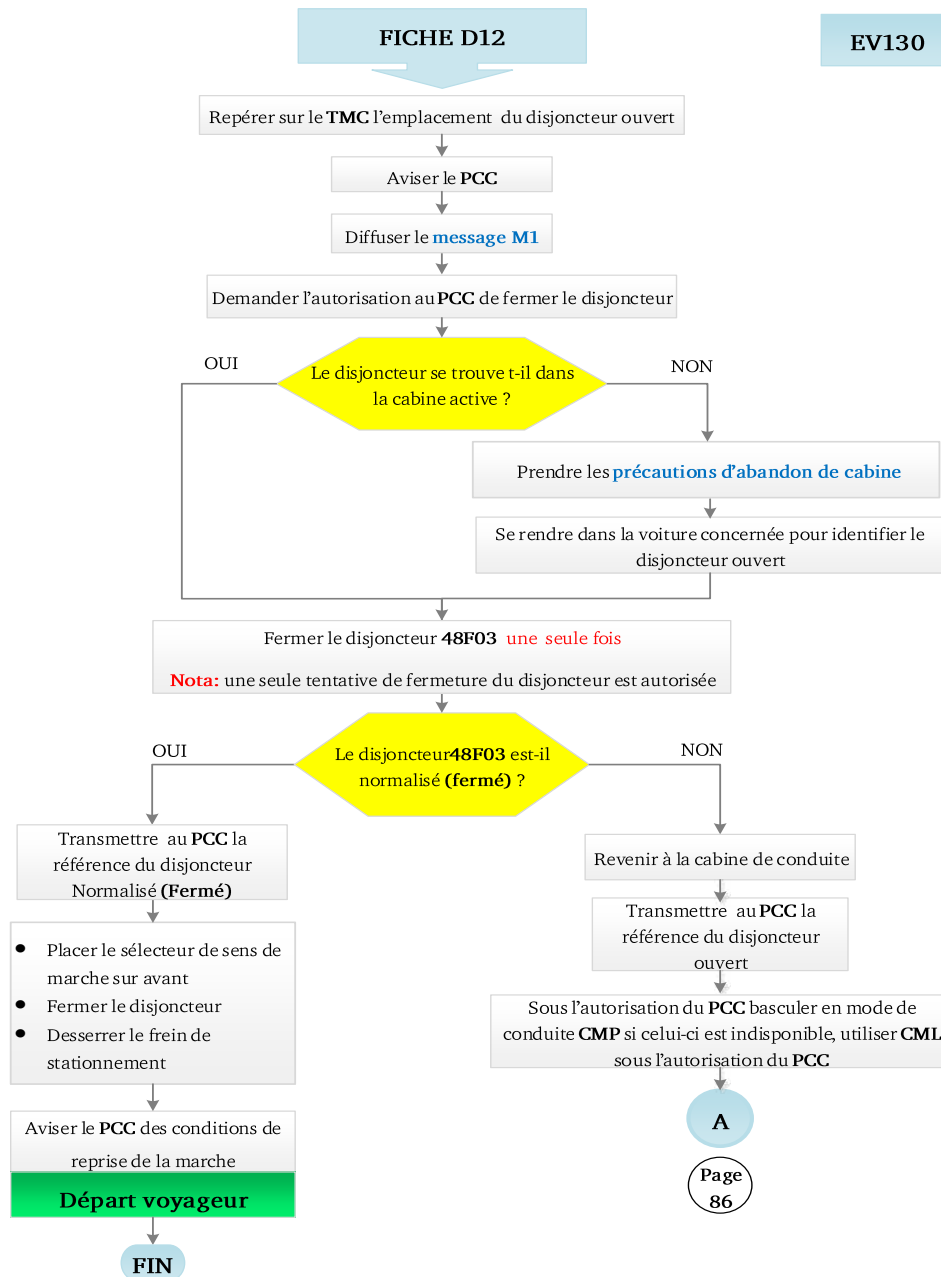 FICHE D12
EV130
Repérer sur le TMC l'emplacement du disjoncteur ouvert
Aviser le PCC
Diffuser le message M1
Demander l'autorisation au PCC de fermer le disjoncteur
OUI
Le disjoncteur se trouve t-il dans
la cabine active ?
NON
Prendre les précautions d'abandon de cabine
Se rendre dans la voiture concernée pour identifier le
disjoncteur ouvert
Fermer le disjoncteur 48F03 une seule fois
Nota: une seule tentative de fermeture du disjoncteur est autorisée
OUI
Le disjoncteur48F03 est-il
normalisé (fermé) ?
NON
Transmettre au PCC la
référence du disjoncteur
Normalisé (Fermé)
• Placer le sélecteur de sens de
marche sur avant
• Fermer le disjoncteur
• Desserrer le frein de
stationnement
Aviser le PCC des conditions de
reprise de la marche
Départ voyageur
FIN
Revenir à la cabine de conduite
Transmettre au PCC la
référence du disjoncteur
ouvert
Sous l'autorisation du PCC basculer en mode de
conduite CMP si celui-ci est indisponible, utiliser CML
sous l'autorisation du PCC
A
Page
86